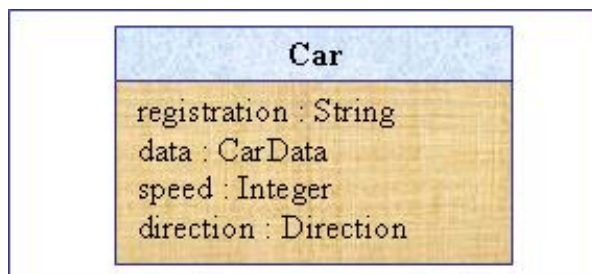 Car
registration : String
data : CarData
speed : Integer
direction : Direction